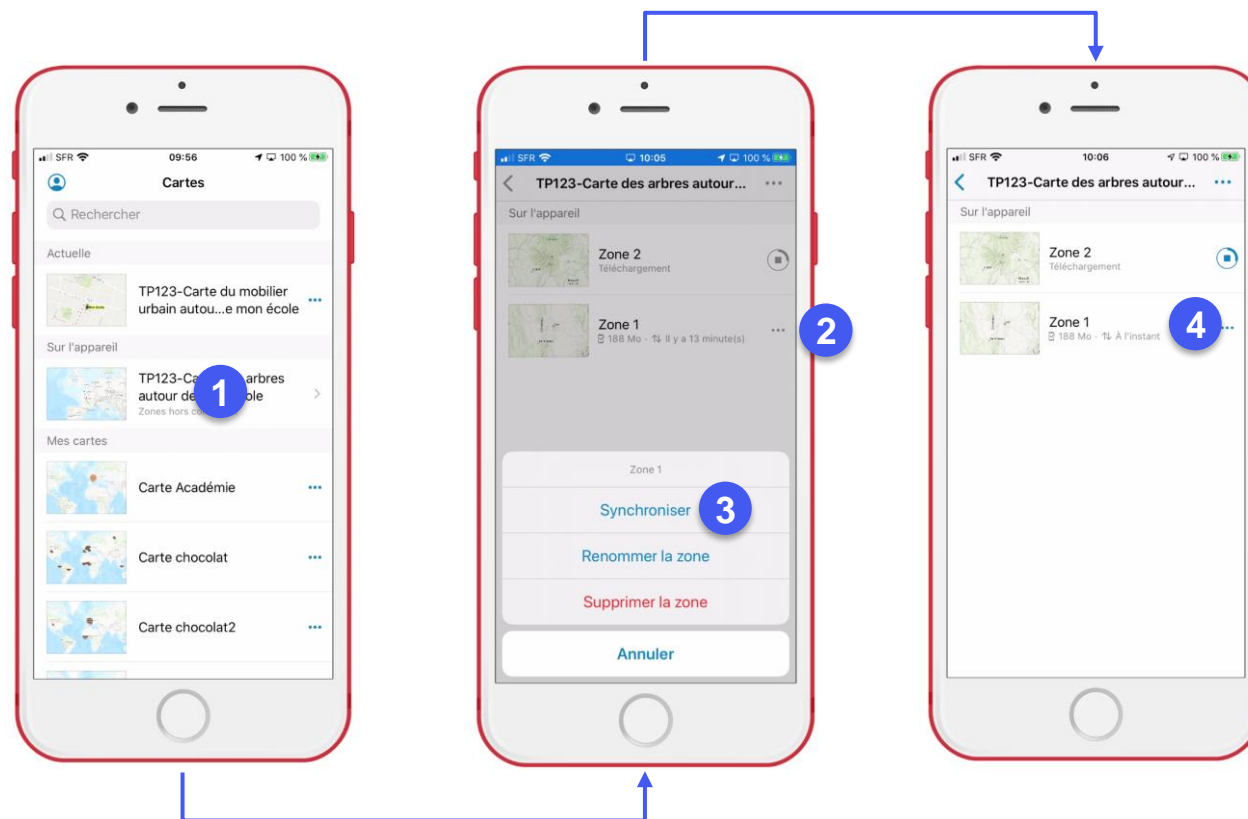 SFR 09:56 100 %
Cartes
Rechercher
Actuelle
TP123-Carte du mobilier
urbain autou...e mon école
Sur l'appareil
TP123-Ca arbres
autour de ole
Zones hors co
1
Mes cartes
Carte Académie
Carte chocolat
Carte chocolat2
SFR 10:05 100 %
TP123-Carte des arbres autour...
Sur l'appareil
Zone 2
Téléchargement
Zone 1
188 Mo - Il y a 13 minute(s)
2
Zone 1
Synchroniser
3
Renommer la zone
Supprimer la zone
Annuler
SFR 10:06 100 %
TP123-Carte des arbres autour...
Sur l'appareil
Zone 2
Téléchargement
Zone 1
188 Mo - À l'instant
4